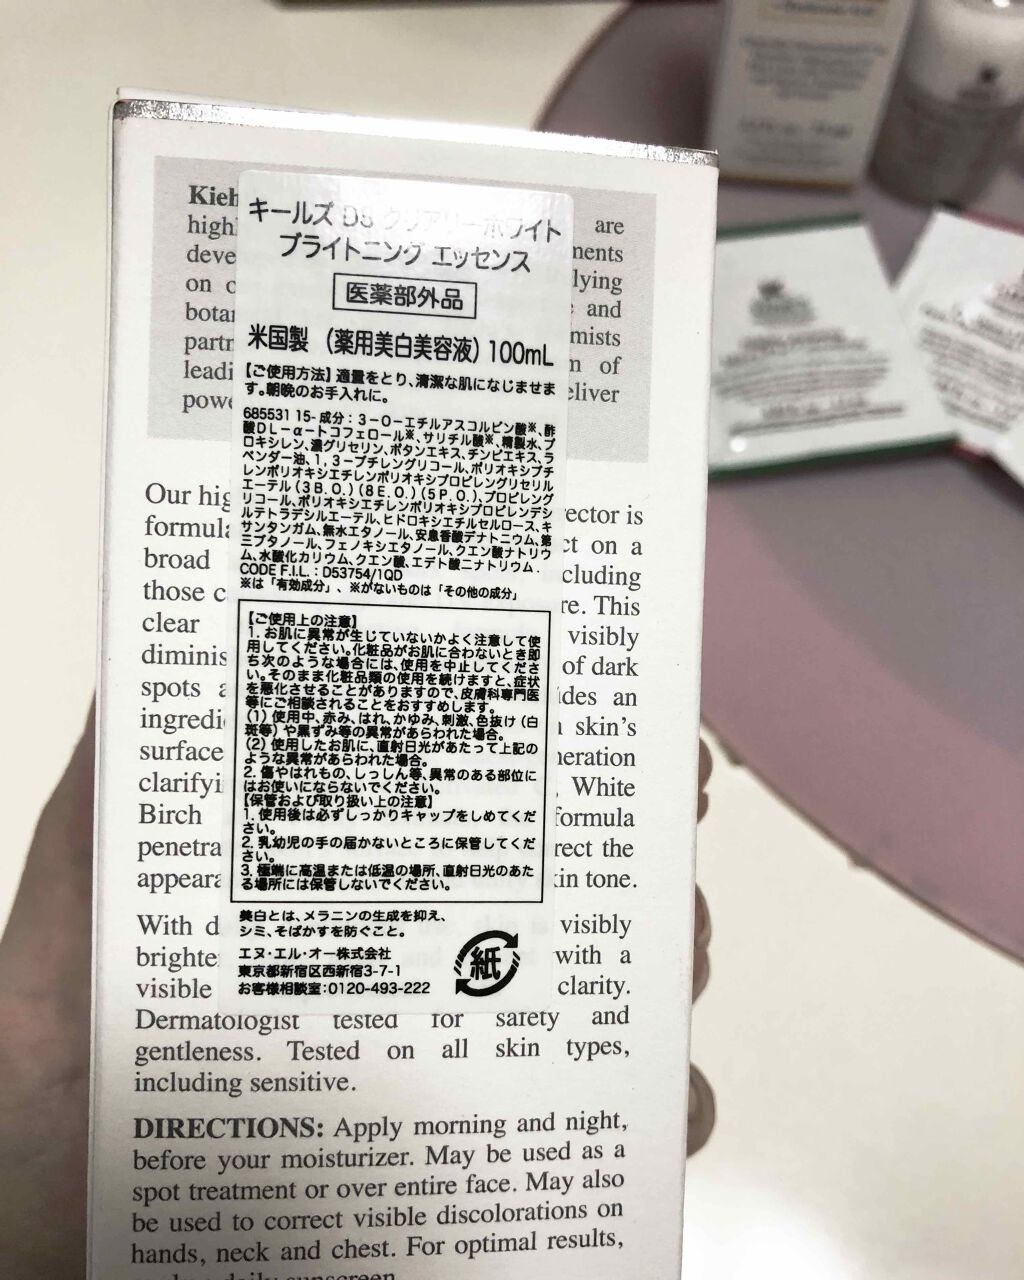 Kieh
high
are
deve
ments
on c
lying
bota
and
partn
mists
leadi
m of
powe
eliver
キールズ DS クリアリーホワイト
ブライトニング エッセンス
医薬部外品
米国製（薬用美白美容液）100mL
【ご使用方法】適量をとり、清潔な肌になじませま
す。朝晩のお手入れに。
685531 15- 成分：3－O－エチルアスコルビン酸※、酢
酸DL－α－トコフェロール※、サリチル酸※、精製水、プ
ロキシレン、濃グリセリン、ボタンエキス、チンピエキス、ラ
ベンダー油、1，3－ブチレングリコール、ポリオキシブチ
レンポリオキシエチレンポリオキシプロピレングリセリル
エーテル（3B.O.）（8E.O.）（5P.O.）、プロピレング
リコール、ポリオキシエチレンポリオキシプロピレンデシ
ルテトラデシルエーテル、ヒドロキシエチルセルロース、キ
サンタンガム、無水エタノール、安息香酸デナトニウム、第
三ブタノール、フェノキシエタノール、クエン酸ナトリウ
ム、水酸化カリウム、クエン酸、エデト酸二ナトリウム．
CODE F.I.L.：D53754/1QD
※は「有効成分」、※がないものは「その他の成分」
【ご使用上の注意】
1. お肌に異常が生じていないかよく注意して使
用してください。化粧品がお肌に合わないとき即
ち次のような場合には、使用を中止してくださ
い。そのまま化粧品類の使用を続けますと、症状
を悪化させることがありますので、皮膚科専門医
等にご相談されることをおすすめします。
(1) 使用中、赤み、はれ、かゆみ、刺激、色抜け（白
斑等）や黒ずみ等の異常があらわれた場合。
(2) 使用したお肌に、直射日光があたって上記の
ような異常があらわれた場合。
2. 傷やはれもの、しっしん等、異常のある部位に
はお使いにならないでください。
【保管および取り扱い上の注意】
1. 使用後は必ずしっかりキャップをしめてくだ
さい。
2. 乳幼児の手の届かないところに保管してくだ
さい。
3. 極端に高温または低温の場所、直射日光のあた
る場所には保管しないでください。
美白とは、メラニンの生成を抑え、
シミ、そばかすを防ぐこと。
エヌ・エル・オー株式会社
東京都新宿区西新宿3-7-1
お客様相談室：0120-493-222
紙
Our hig
rector is
formula
ct on a
broad
cluding
those c
re. This
clear
visibly
diminis
of dark
spots a
ides an
ingredi
skin's
surface
neration
clarifyi
White
Birch
formula
penetra
rect the
appeara
in tone.
With d
visibly
brighte
with a
visible
clarity.
Dermatologist tested for safety and
gentleness. Tested on all skin types,
including sensitive.
DIRECTIONS: Apply morning and night,
before your moisturizer. May be used as a
spot treatment or over entire face. May also
be used to correct visible discolorations on
hands, neck and chest. For optimal results,
daily sunscreen